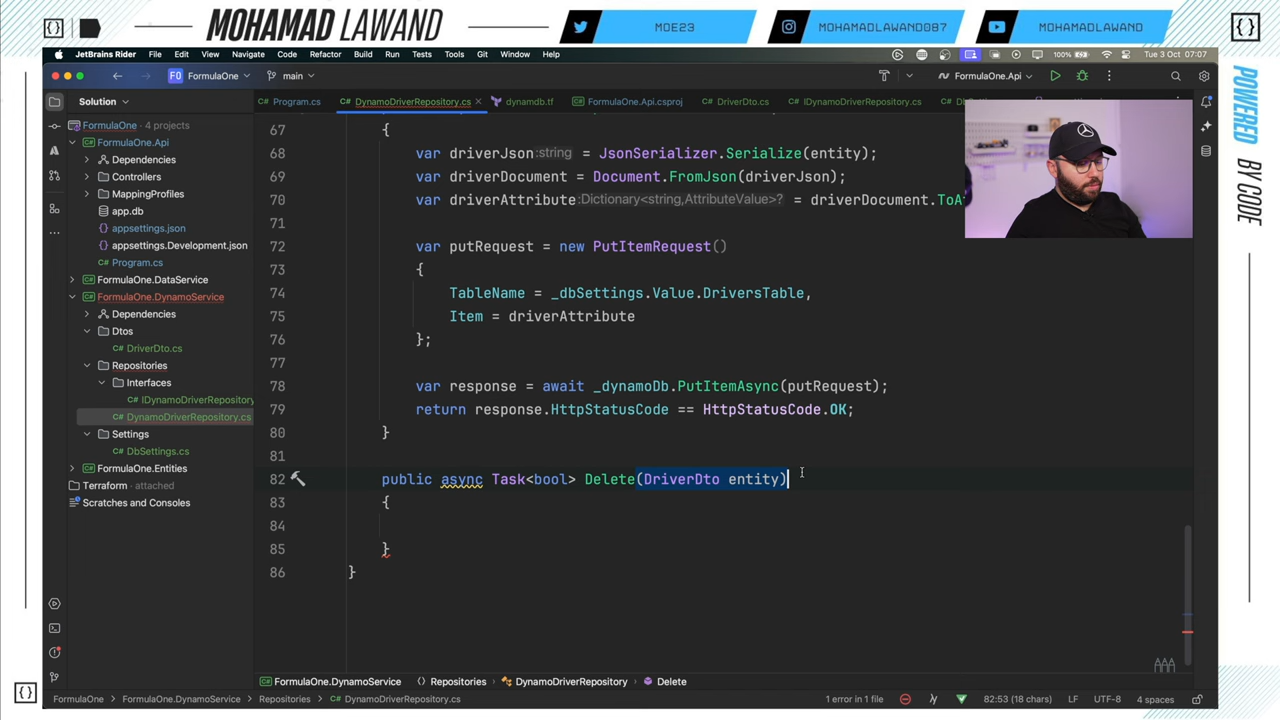 MOHAMAD LAWAND
MOE23
MOHAMADLAWAND087
MOHAMADLAWAND
POWERED BY CODE
JetBrains Rider File Edit View Navigate Code Refactor Build Run Tests Tools Git Window Help
100% Tue 3 Oct 07:07
FO FormulaOne main FormulaOne.Api
Solution
Program.cs DynamoDriverRepository.cs dynamdb.tf FormulaOne.Api.csproj DriverDto.cs IDynamoDriverRepository.cs
FormulaOne · 4 projects
FormulaOne.Api
Dependencies
Controllers
MappingProfiles
app.db
appsettings.json
appsettings.Development.json
Program.cs
FormulaOne.DataService
FormulaOne.DynamoService
Dependencies
Dtos
DriverDto.cs
Repositories
Interfaces
IDynamoDriverRepository
DynamoDriverRepository.cs
Settings
DbSettings.cs
FormulaOne.Entities
Terraform · attached
Scratches and Consoles
67 {
68 var driverJson:string = JsonSerializer.Serialize(entity);
69 var driverDocument = Document.FromJson(driverJson);
70 var driverAttribute:Dictionary<string,AttributeValue>? = driverDocument.ToA
71
72 var putRequest = new PutItemRequest()
73 {
74 TableName = _dbSettings.Value.DriversTable,
75 Item = driverAttribute
76 };
77
78 var response = await _dynamoDb.PutItemAsync(putRequest);
79 return response.HttpStatusCode == HttpStatusCode.OK;
80 }
81
82 public async Task<bool> Delete(DriverDto entity)
83 {
84
85 }
86 }
FormulaOne.DynamoService Repositories DynamoDriverRepository Delete
FormulaOne > FormulaOne.DynamoService > Repositories > DynamoDriverRepository.cs
1 error in 1 file 82:53 (18 chars) LF UTF-8 4 spaces